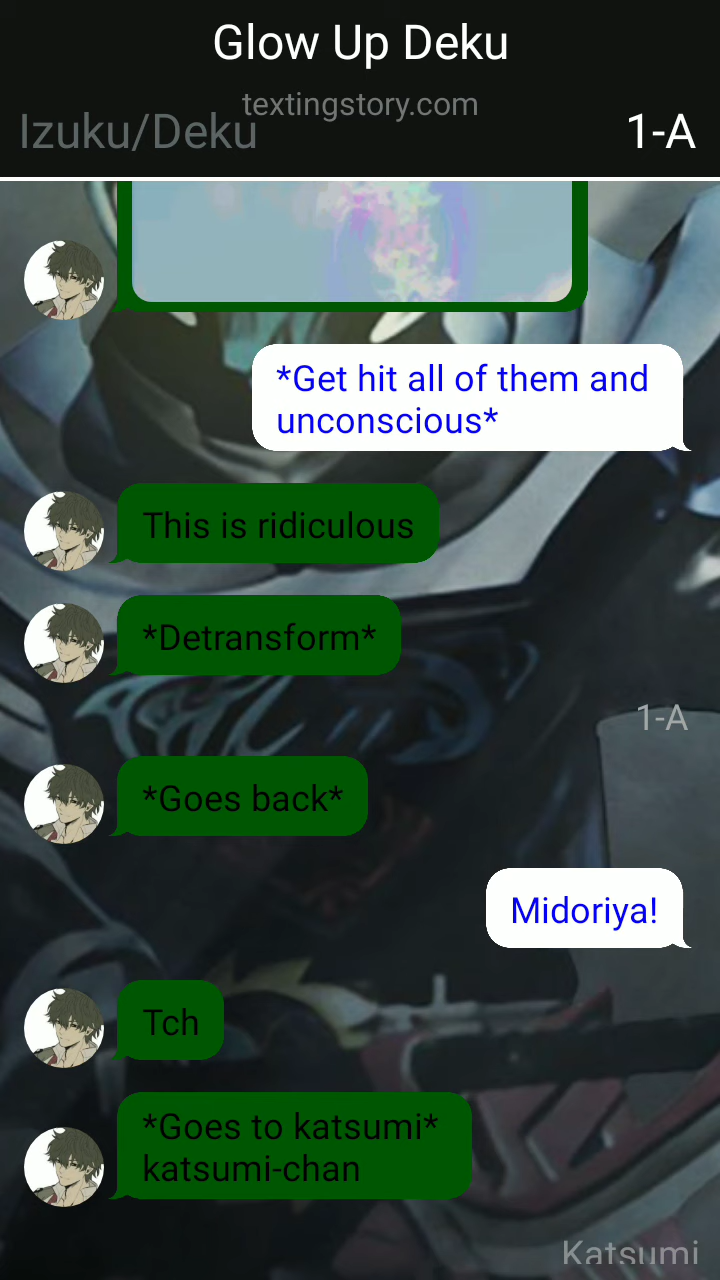 Glow Up Deku
textingstory.com
Izuku/Deku
1-A
*Get hit all of them and
unconscious*
This is ridiculous
*Detransform*
1-A
*Goes back*
Midoriya!
Tch
*Goes to katsumi*
katsumi-chan
Katsumi